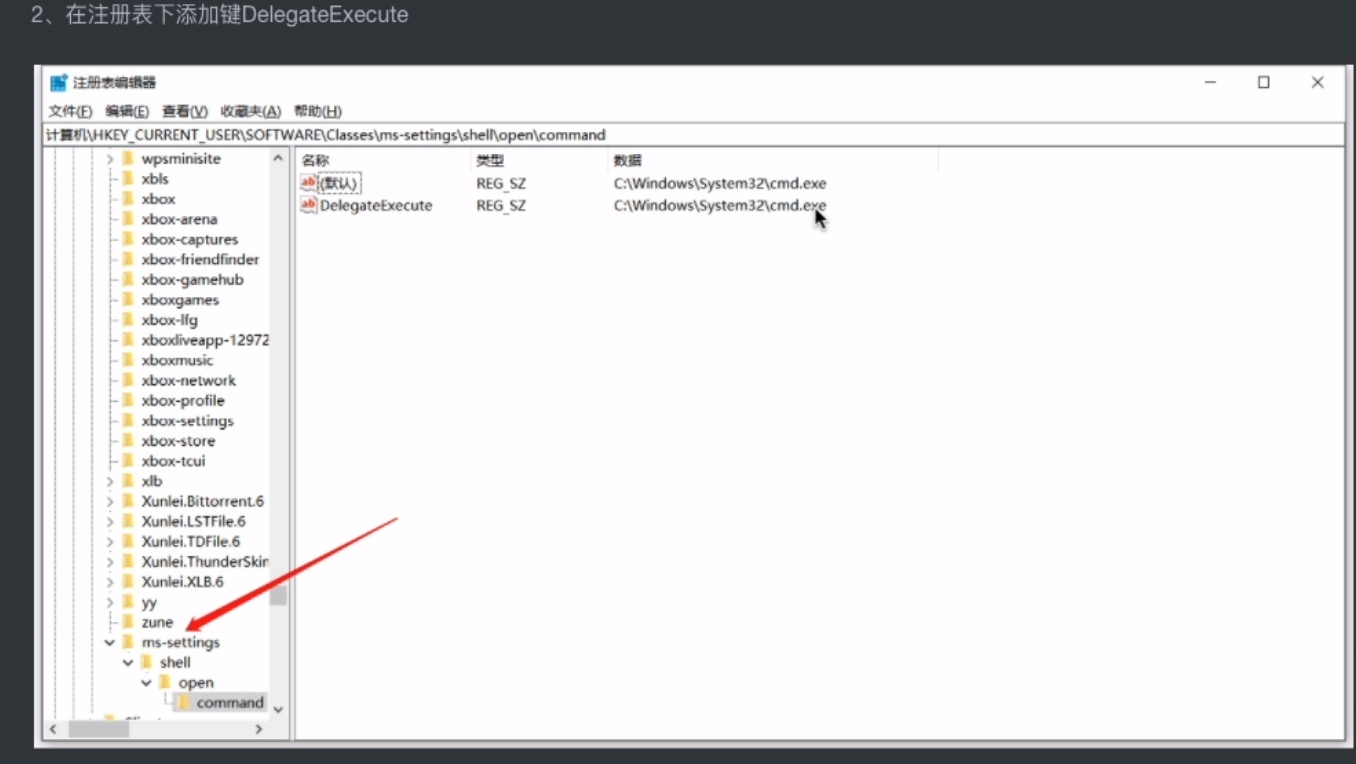 2、在注册表下添加键DelegateExecute
注册表编辑器
文件(F) 编辑(E) 查看(V) 收藏夹(A) 帮助(H)
计算机\HKEY_CURRENT_USER\SOFTWARE\Classes\ms-settings\shell\open\command
wpsminisite
xbls
xbox
xbox-arena
xbox-captures
xbox-friendfinder
xbox-gamehub
xboxgames
xbox-lfg
xboxliveapp-12972
xboxmusic
xbox-network
xbox-profile
xbox-settings
xbox-store
xbox-tcui
xlb
Xunlei.Bittorrent.6
Xunlei.LSTFile.6
Xunlei.TDFile.6
Xunlei.ThunderSkin
Xunlei.XLB.6
yy
zune
ms-settings
shell
open
command
名称 类型 数据
(默认) REG_SZ C:\Windows\System32\cmd.exe
DelegateExecute REG_SZ C:\Windows\System32\cmd.exe